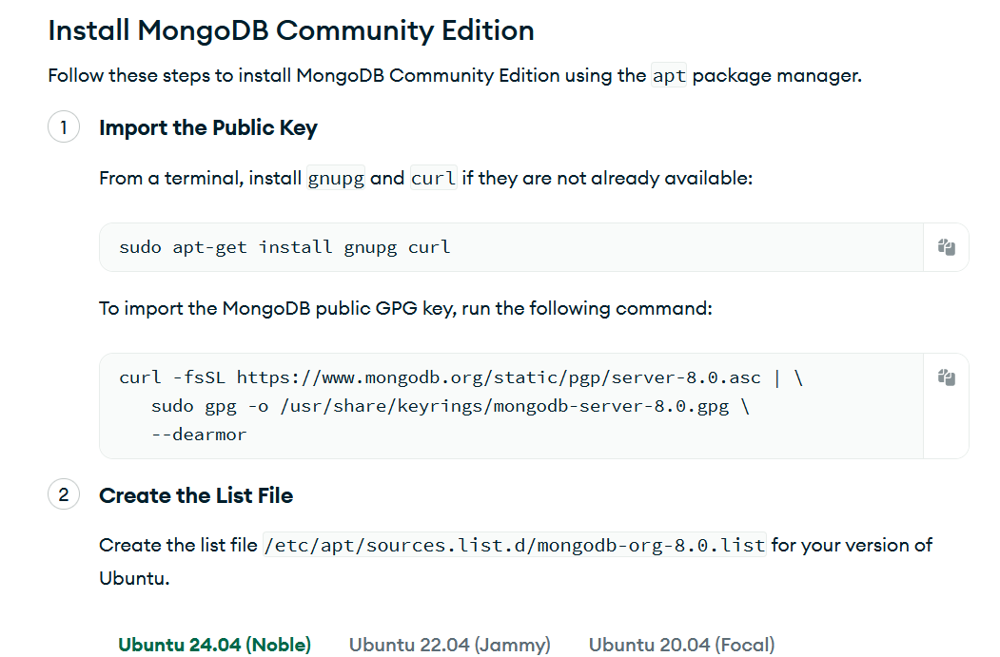 Install MongoDB Community Edition
Follow these steps to install MongoDB Community Edition using the apt package manager.
1 Import the Public Key
From a terminal, install gnupg and curl if they are not already available:
sudo apt-get install gnupg curl
To import the MongoDB public GPG key, run the following command:
curl -fsSL https://www.mongodb.org/static/pgp/server-8.0.asc | \
   sudo gpg -o /usr/share/keyrings/mongodb-server-8.0.gpg \
   --dearmor
2 Create the List File
Create the list file /etc/apt/sources.list.d/mongodb-org-8.0.list for your version of
Ubuntu.
Ubuntu 24.04 (Noble) Ubuntu 22.04 (Jammy) Ubuntu 20.04 (Focal)